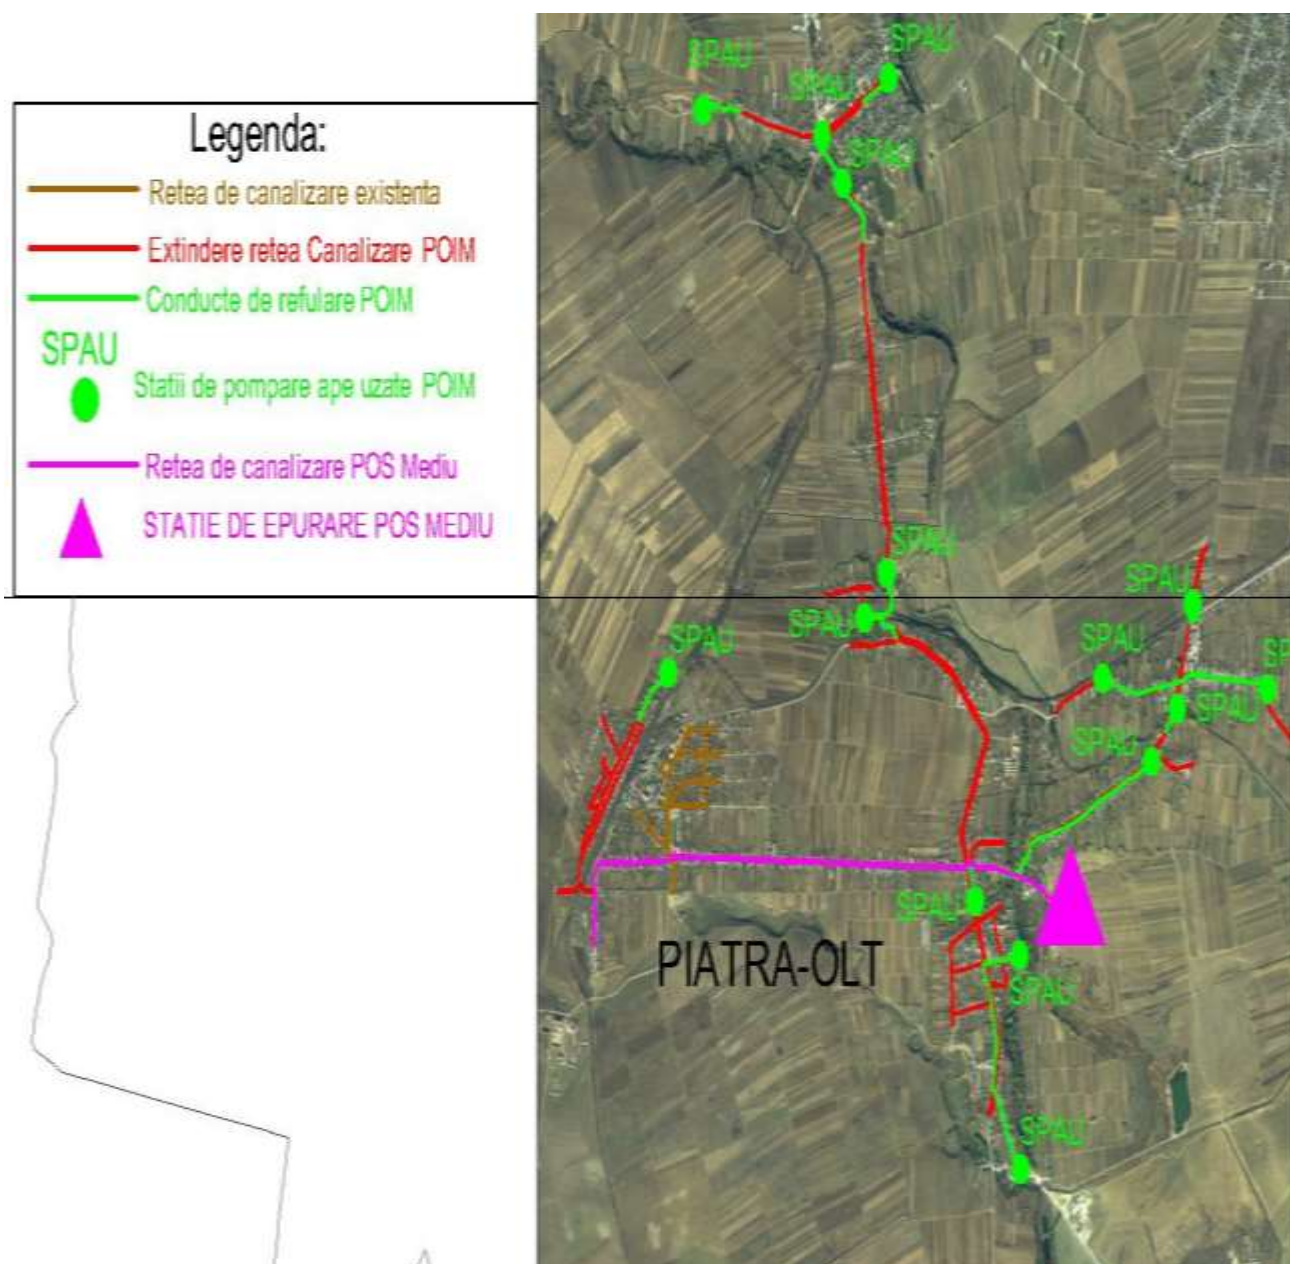 Legenda:
Retea de canalizare existenta
Extindere retea Canalizare POIM
Conducte de refulare POIM
SPAU
Statii de pompare ape uzate POIM
Retea de canalizare POS Mediu
STATIE DE EPURARE POS MEDIU
SPAU
SPAU
SPAU
SPAU
SPAU
SPAU
SPAU
SPAU
SPAU
SP
SPAU
SPAU
SPAU
PIATRA-OLT
SPAU
SPAU